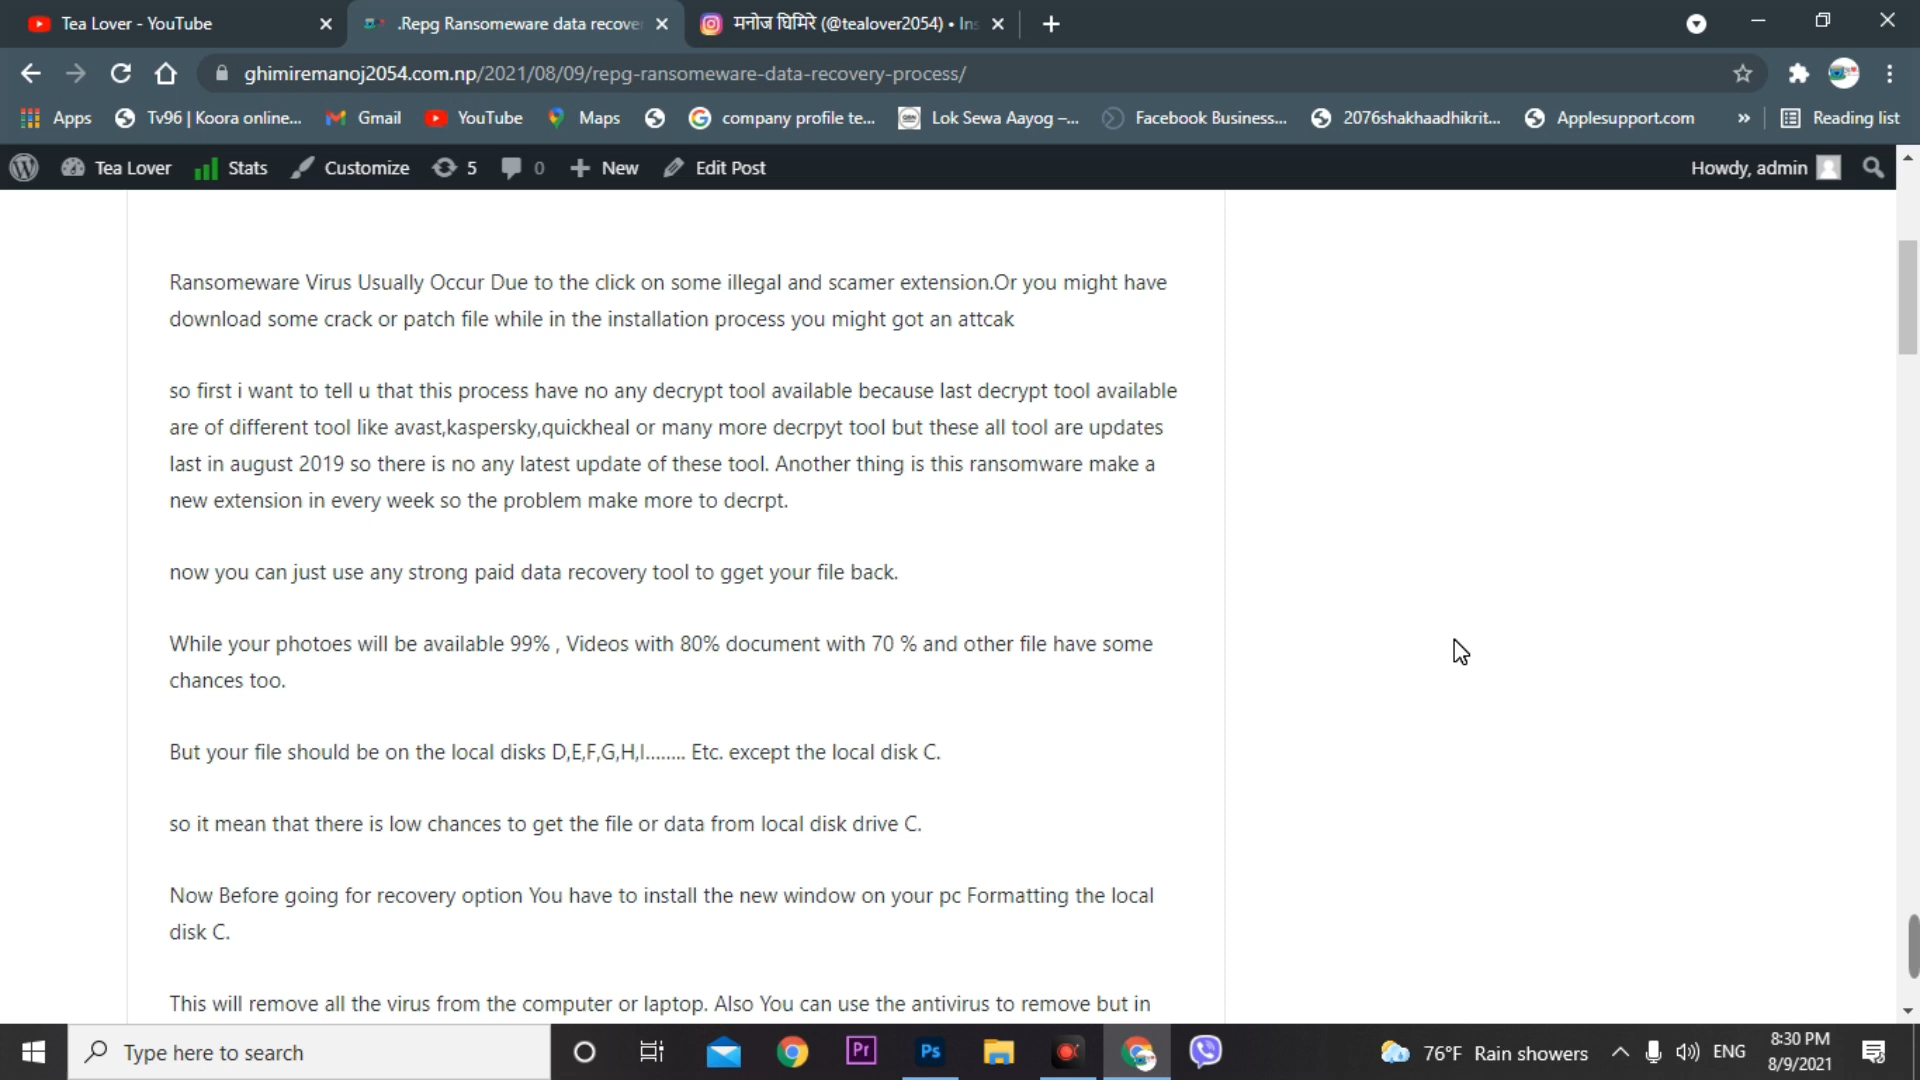 Tea Lover - YouTube
.Repg Ransomeware data recove
मनोज घिमिरे (@tealover2054) • Ins
ghimiremanoj2054.com.np/2021/08/09/repg-ransomeware-data-recovery-process/
Apps
Tv96 | Koora online...
Gmail
YouTube
Maps
company profile te...
Lok Sewa Aayog –...
Facebook Business...
2076shakhaadhikrit...
Applesupport.com
»
Reading list
Tea Lover
Stats
Customize
5
0
New
Edit Post
Howdy, admin
Ransomeware Virus Usually Occur Due to the click on some illegal and scamer extension.Or you might have
download some crack or patch file while in the installation process you might got an attcak
so first i want to tell u that this process have no any decrypt tool available because last decrypt tool available
are of different tool like avast,kaspersky,quickheal or many more decrpyt tool but these all tool are updates
last in august 2019 so there is no any latest update of these tool. Another thing is this ransomware make a
new extension in every week so the problem make more to decrpt.
now you can just use any strong paid data recovery tool to gget your file back.
While your photoes will be available 99% , Videos with 80% document with 70 % and other file have some
chances too.
But your file should be on the local disks D,E,F,G,H,I........ Etc. except the local disk C.
so it mean that there is low chances to get the file or data from local disk drive C.
Now Before going for recovery option You have to install the new window on your pc Formatting the local
disk C.
This will remove all the virus from the computer or laptop. Also You can use the antivirus to remove but in
Type here to search
Pr
Ps
76°F Rain showers
ENG
8:30 PM
8/9/2021